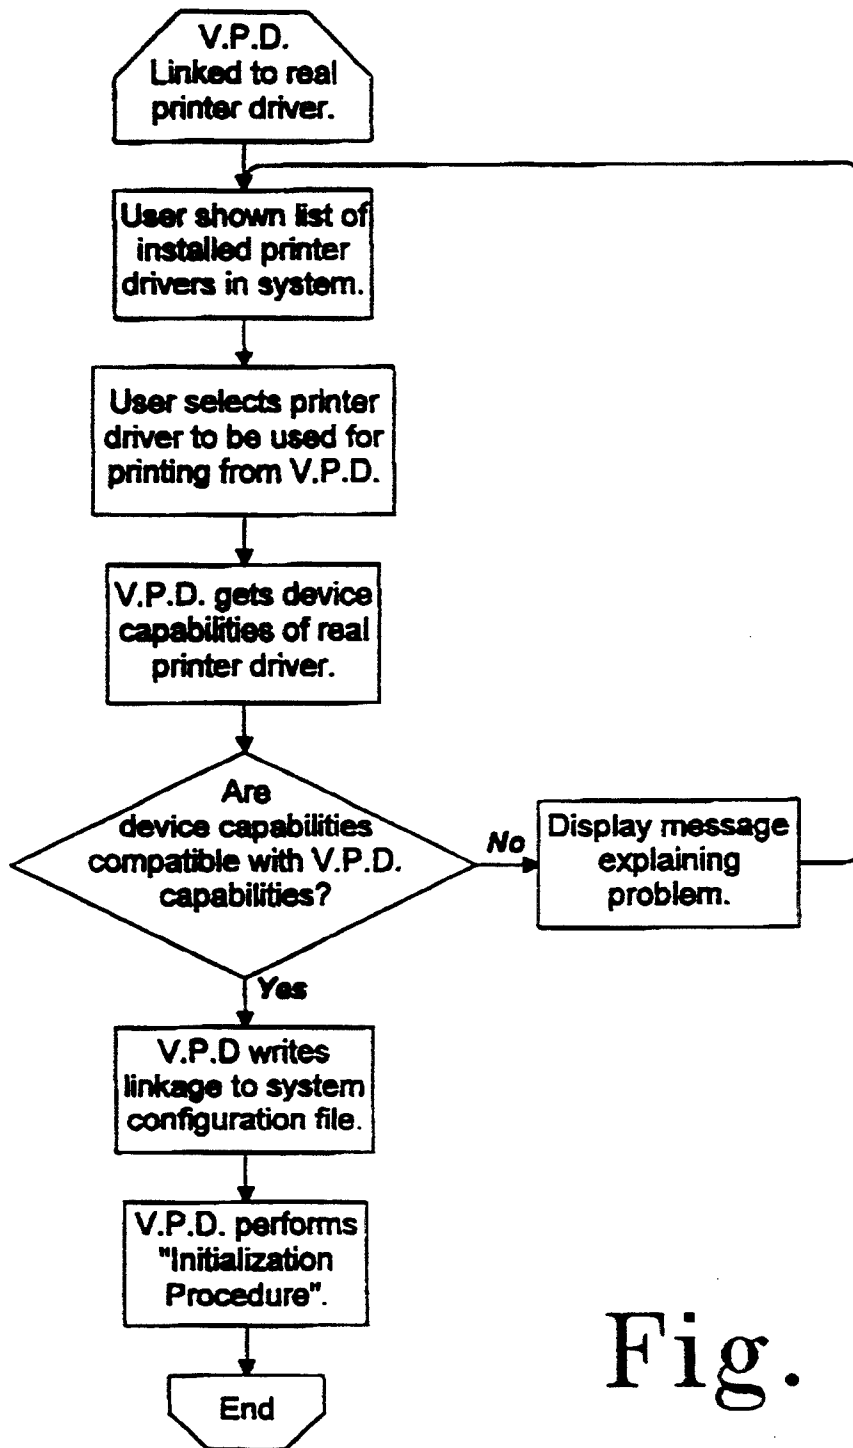 V.P.D.
Linked to real
printer driver.
User shown list of
installed printer
drivers in system.
User selects printer
driver to be used for
printing from V.P.D.
V.P.D. gets device
capabilities of real
printer driver.
Are
device capabilities
compatible with V.P.D.
capabilities?
No
Display message
explaining
problem.
Yes
V.P.D writes
linkage to system
configuration file.
V.P.D. performs
"Initialization
Procedure".
End
Fig.